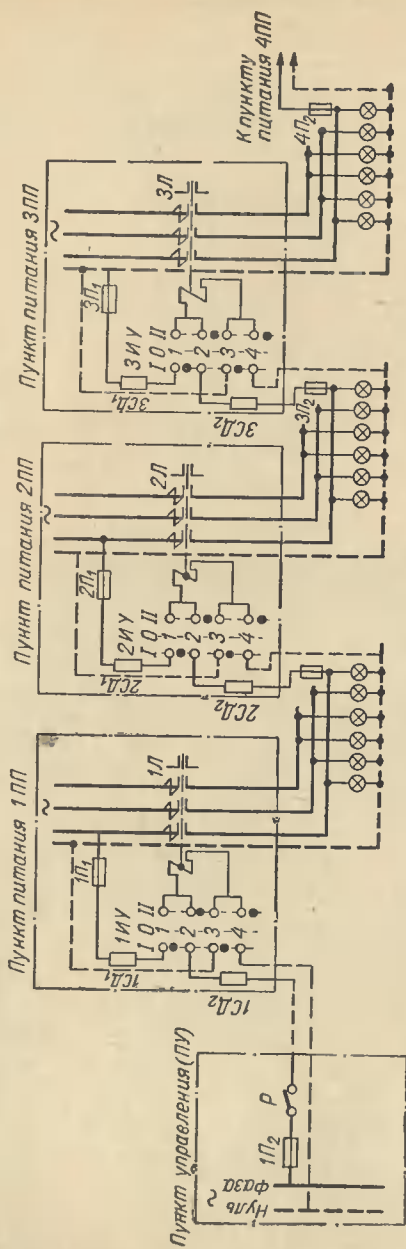 Пункт управления (ПУ)
Нуль
Фаза
~
1П₂
Р
Пункт питания 1ПП
~
1П₁
1Л
1ИУ
I 0 II
1
2
3
4
1СД₁
1СД₂
Пункт питания 2ПП
~
2П₁
2Л
2ИУ
I 0 II
1
2
3
4
2СД₁
2СД₂
Пункт питания 3ПП
~
3П₁
3Л
3ИУ
I 0 II
1
2
3
4
3СД₁
3СД₂
3П₂
4П₂
К пункту
питания 4ПП